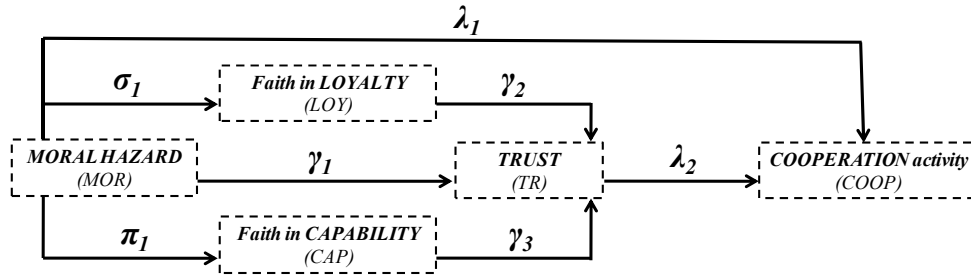 λ1
σ1
Faith in LOYALTY
(LOY)
γ2
MORAL HAZARD
(MOR)
γ1
TRUST
(TR)
λ2
COOPERATION activity
(COOP)
π1
Faith in CAPABILITY
(CAP)
γ3